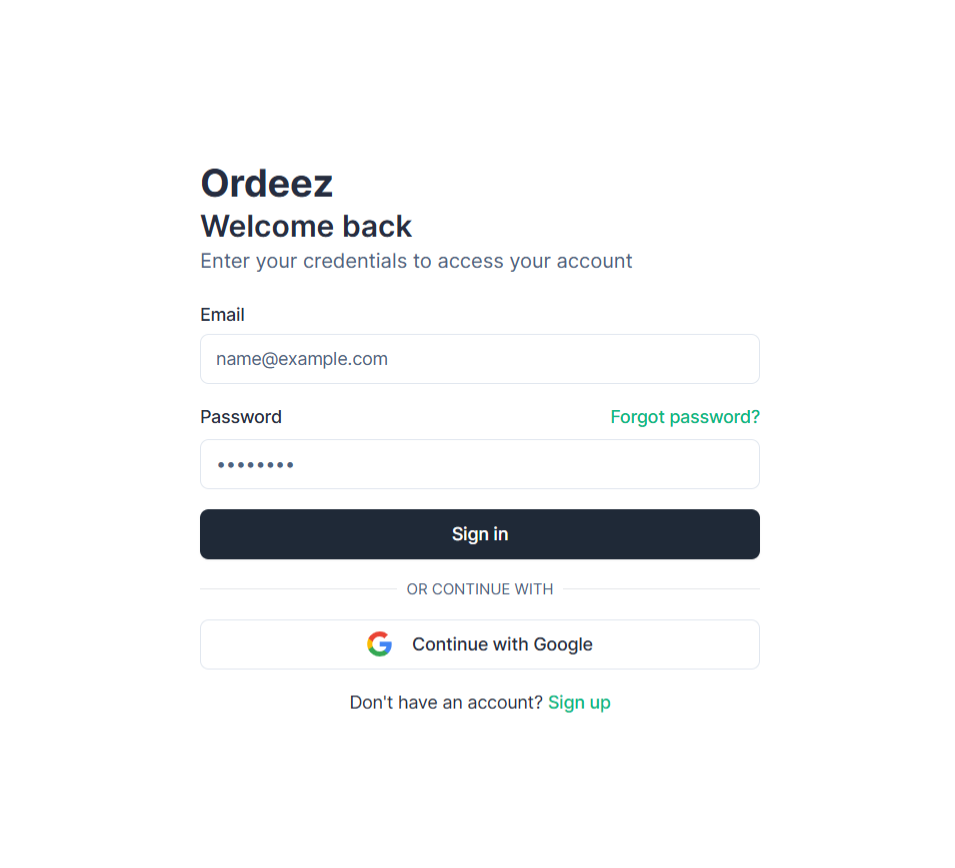 Ordeez
Welcome back
Enter your credentials to access your account
Email
name@example.com
Password Forgot password?
••••••••
Sign in
OR CONTINUE WITH
Continue with Google
Don't have an account? Sign up